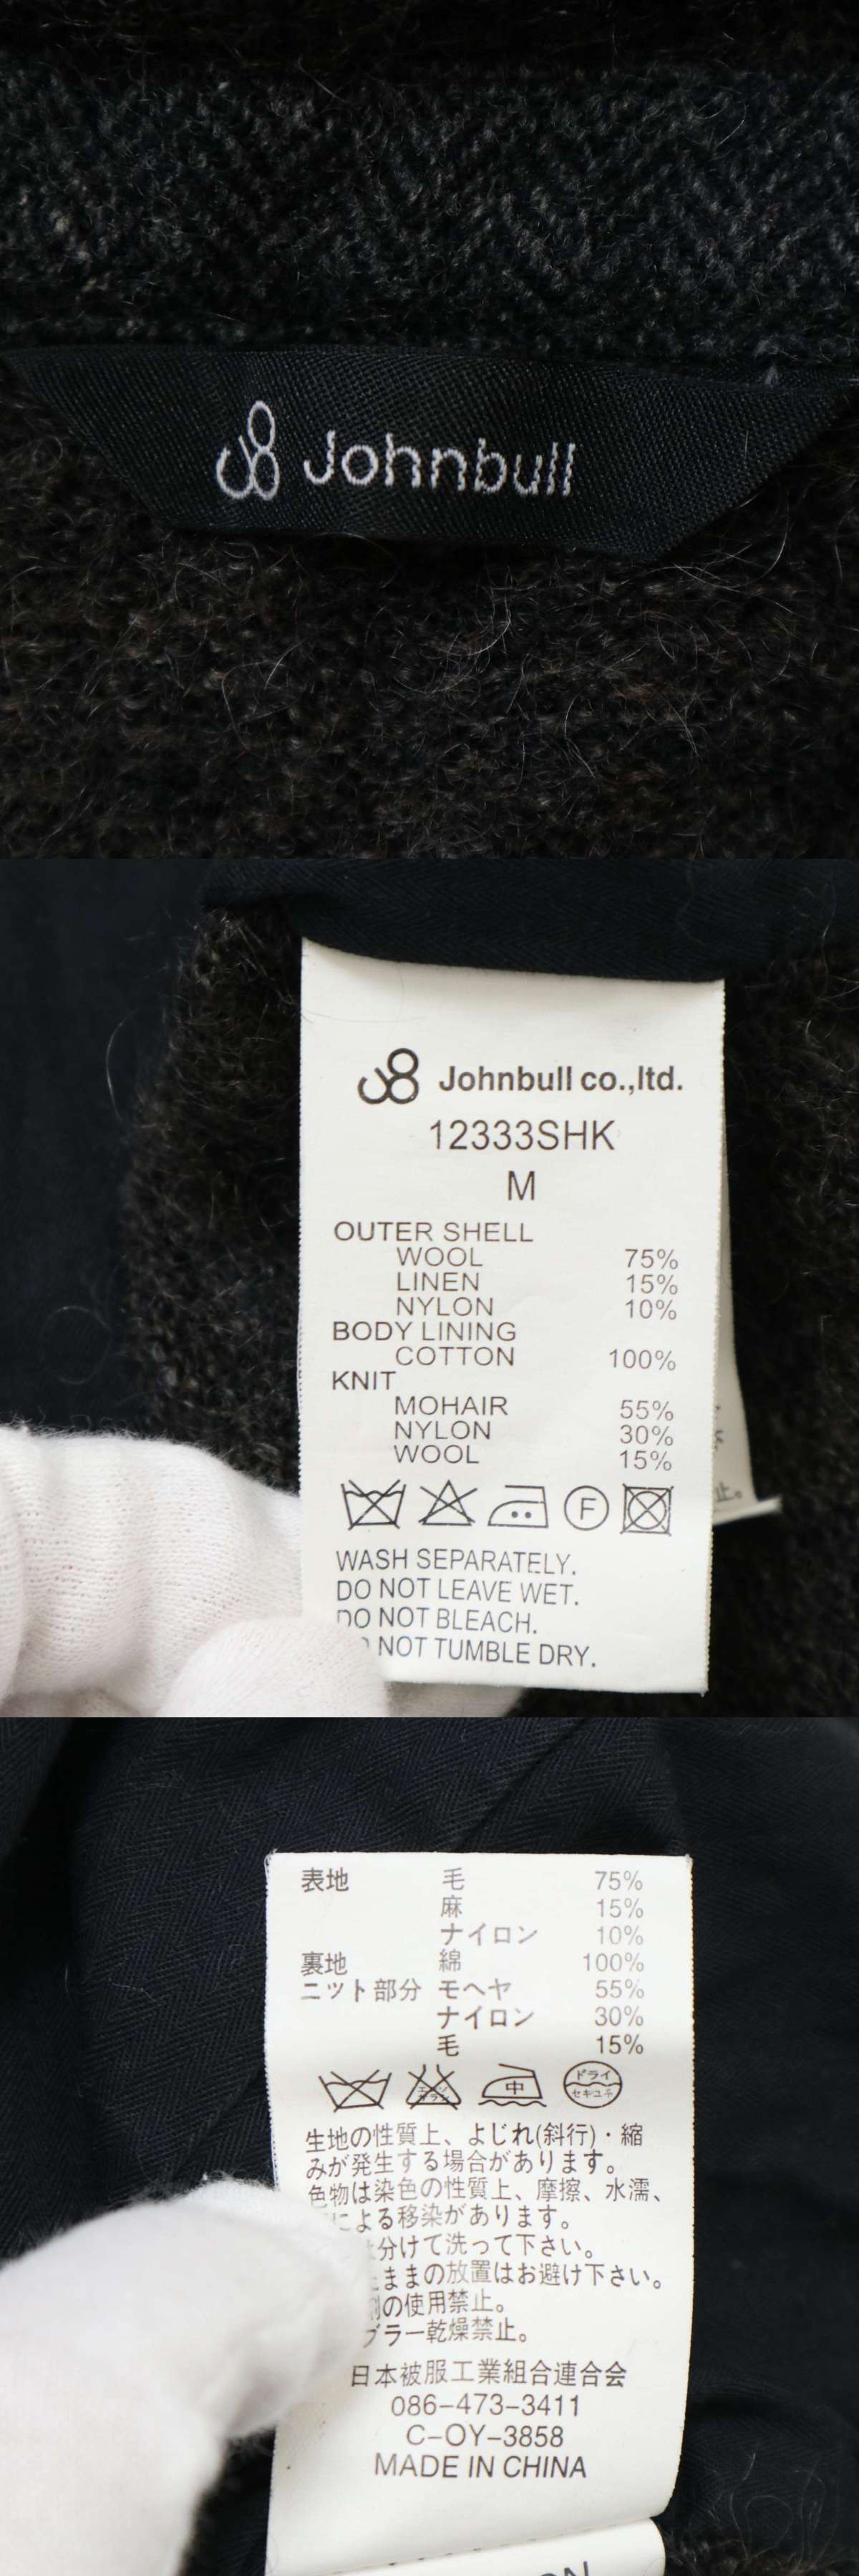 Johnbull
Johnbull co.,ltd.
12333SHK
M
OUTER SHELL
WOOL 75%
LINEN 15%
NYLON 10%
BODY LINING
COTTON 100%
KNIT
MOHAIR 55%
NYLON 30%
WOOL 15%
F
止。
WASH SEPARATELY.
DO NOT LEAVE WET.
DO NOT BLEACH.
NOT TUMBLE DRY.
表地 毛 75%
麻 15%
ナイロン 10%
裏地 綿 100%
ニット部分 モヘヤ 55%
ナイロン 30%
毛 15%
中 ドライ
セキユ系
生地の性質上、よじれ(斜行)・縮
みが発生する場合があります。
色物は染色の性質上、摩擦、水濡、
による移染があります。
分けて洗って下さい。
ままの放置はお避け下さい。
剤の使用禁止。
ブラー乾燥禁止。
日本被服工業組合連合会
086-473-3411
C-OY-3858
MADE IN CHINA